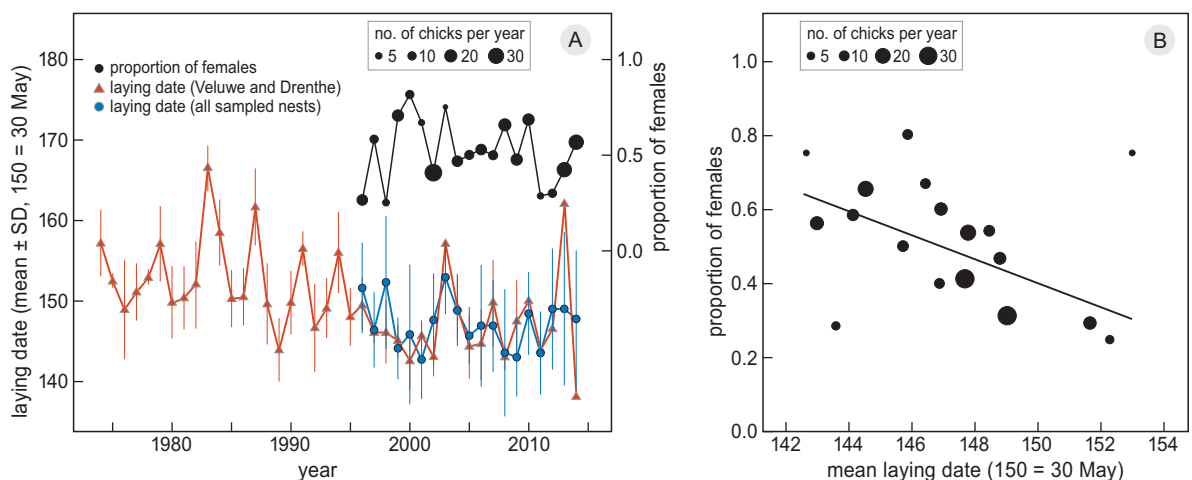 no. of chicks per year
5 10 20 30
A
proportion of females
laying date (Veluwe and Drenthe)
laying date (all sampled nests)
laying date (mean ± SD, 150 = 30 May)
180
170
160
150
140
1980
1990
2000
2010
year
1.0
0.5
0.0
proportion of females
no. of chicks per year
5 10 20 30
B
proportion of females
1.0
0.8
0.6
0.4
0.2
0.0
142 144 146 148 150 152 154
mean laying date (150 = 30 May)